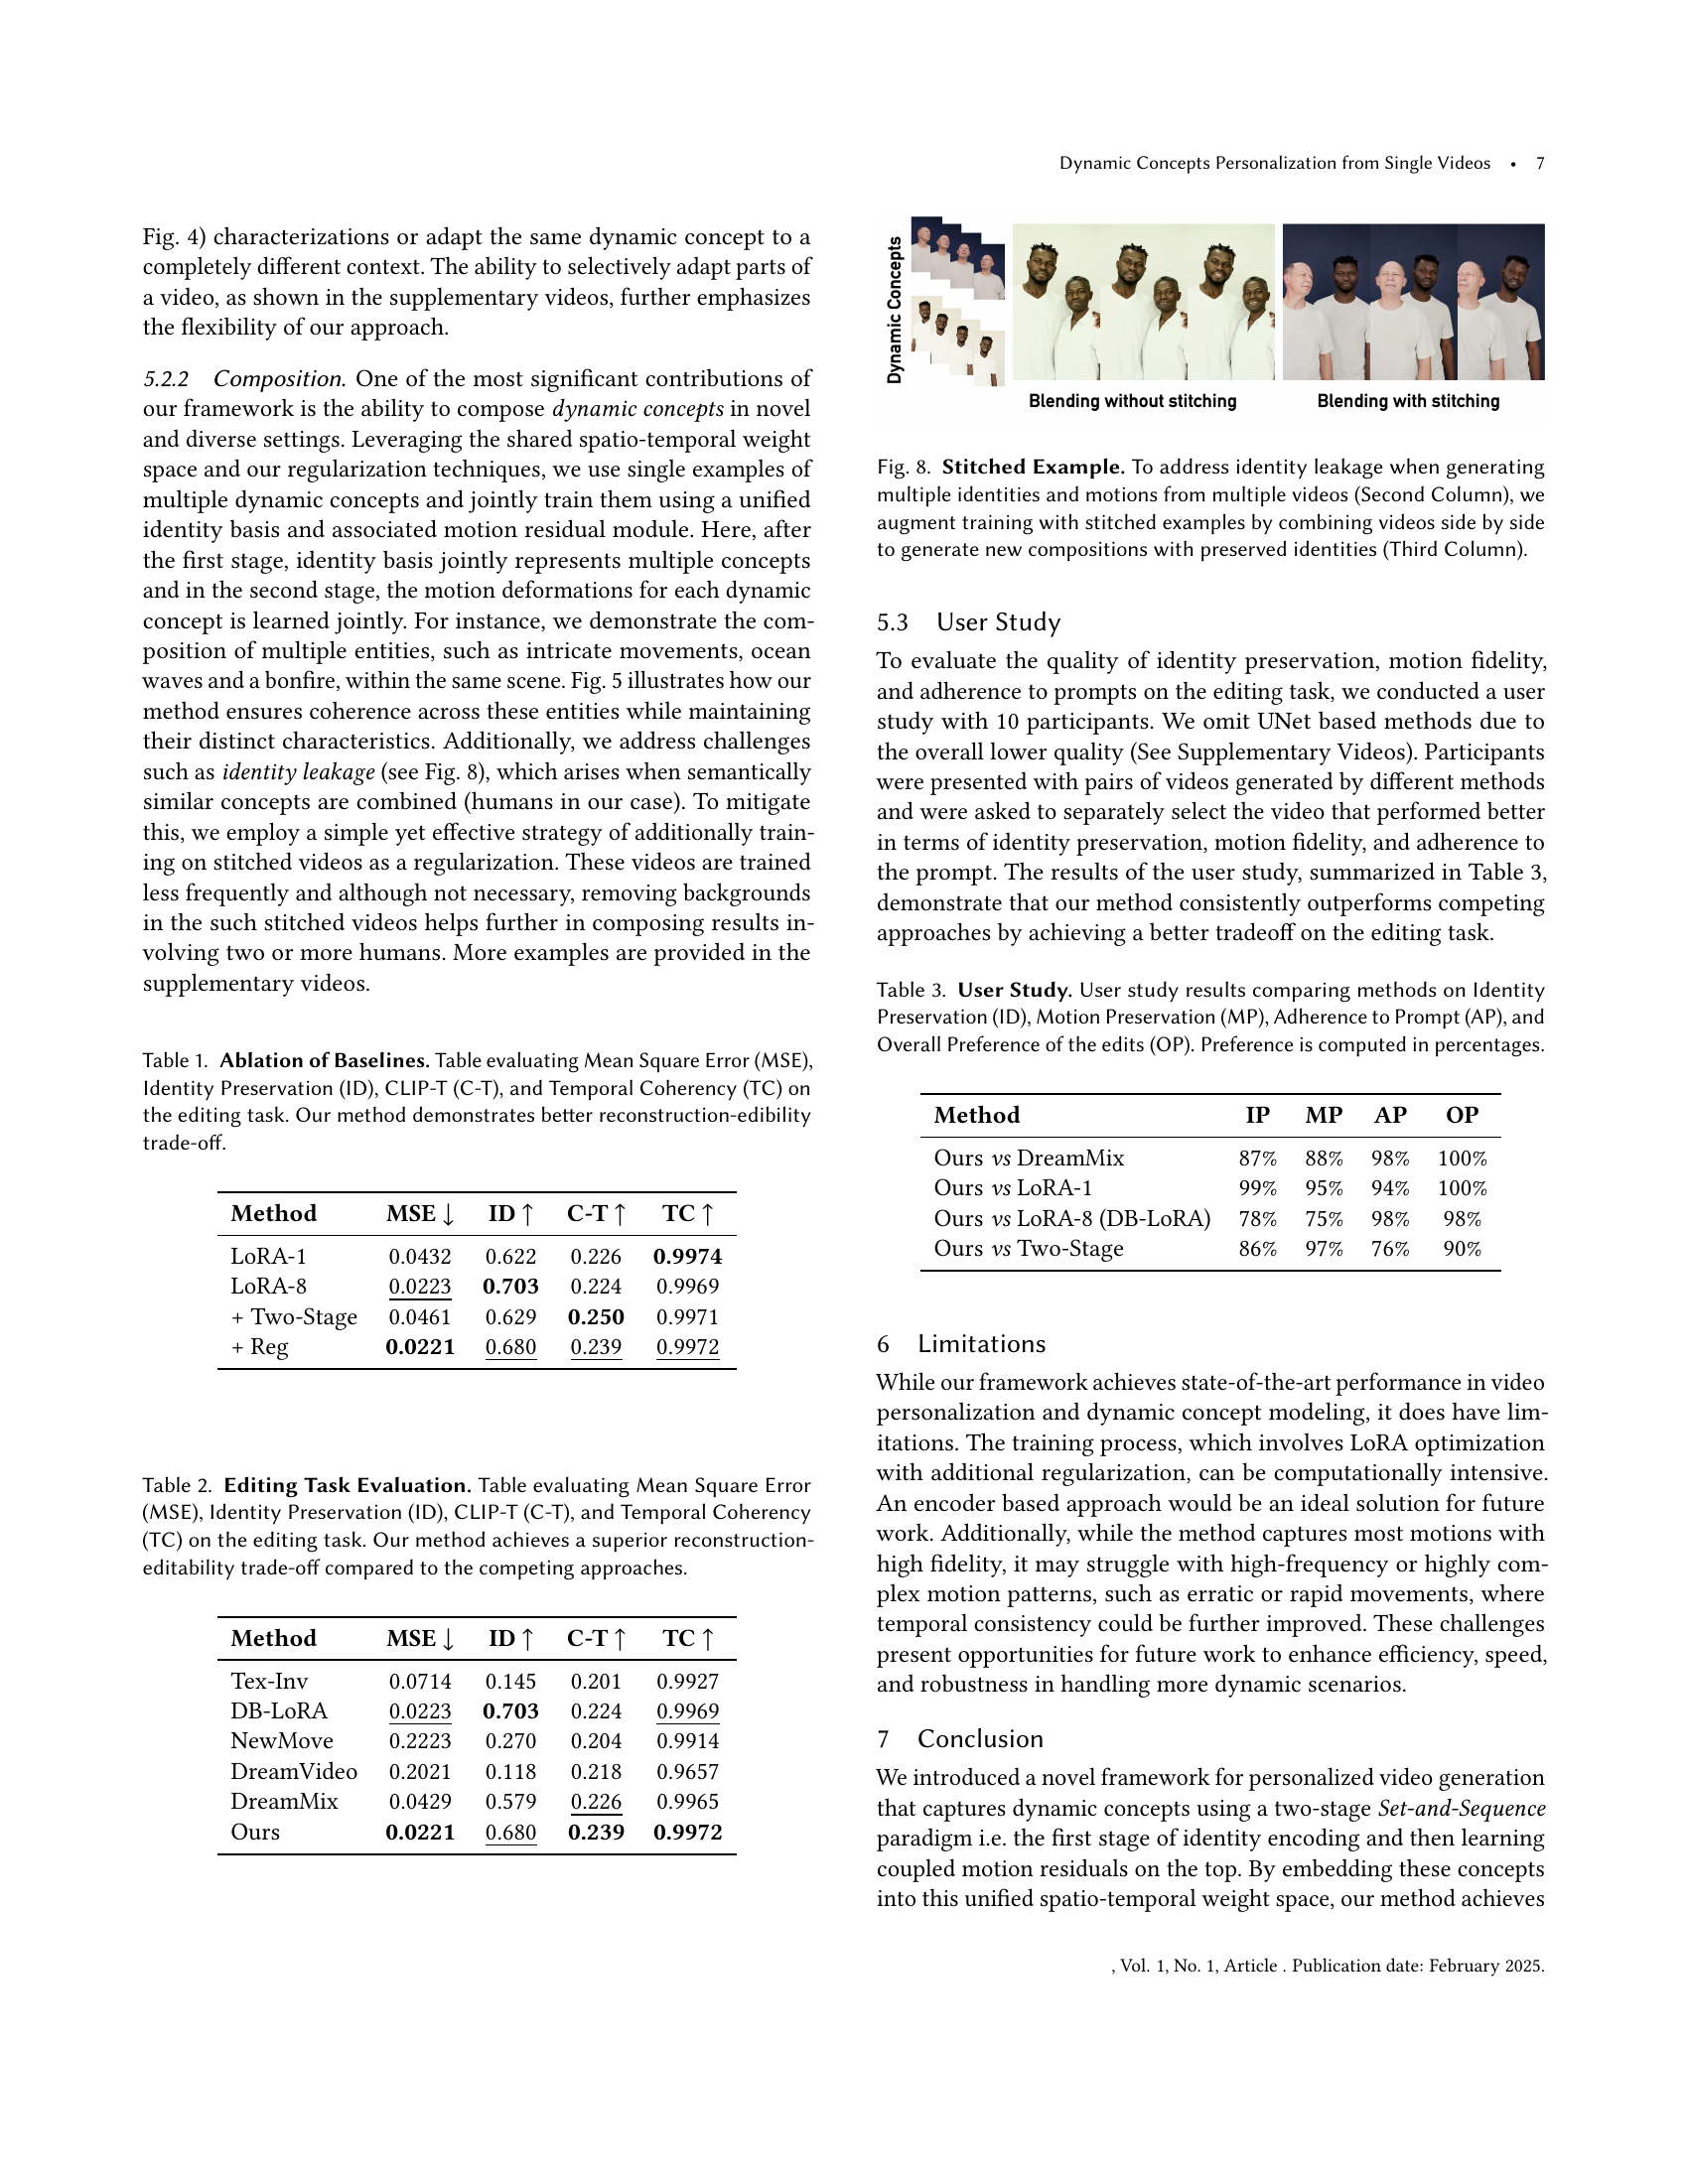 Dynamic Concepts Personalization from Single Videos • 7
Fig. 4) characterizations or adapt the same dynamic concept to a
completely different context. The ability to selectively adapt parts of
a video, as shown in the supplementary videos, further emphasizes
the flexibility of our approach.
5.2.2 Composition. One of the most significant contributions of
our framework is the ability to compose dynamic concepts in novel
and diverse settings. Leveraging the shared spatio-temporal weight
space and our regularization techniques, we use single examples of
multiple dynamic concepts and jointly train them using a unified
identity basis and associated motion residual module. Here, after
the first stage, identity basis jointly represents multiple concepts
and in the second stage, the motion deformations for each dynamic
concept is learned jointly. For instance, we demonstrate the com-
position of multiple entities, such as intricate movements, ocean
waves and a bonfire, within the same scene. Fig. 5 illustrates how our
method ensures coherence across these entities while maintaining
their distinct characteristics. Additionally, we address challenges
such as identity leakage (see Fig. 8), which arises when semantically
similar concepts are combined (humans in our case). To mitigate
this, we employ a simple yet effective strategy of additionally train-
ing on stitched videos as a regularization. These videos are trained
less frequently and although not necessary, removing backgrounds
in the such stitched videos helps further in composing results in-
volving two or more humans. More examples are provided in the
supplementary videos.
Table 1. Ablation of Baselines. Table evaluating Mean Square Error (MSE),
Identity Preservation (ID), CLIP-T (C-T), and Temporal Coherency (TC) on
the editing task. Our method demonstrates better reconstruction-edibility
trade-off.
Method MSE ↓ ID ↑ C-T ↑ TC ↑
LoRA-1 0.0432 0.622 0.226 0.9974
LoRA-8 0.0223 0.703 0.224 0.9969
+ Two-Stage 0.0461 0.629 0.250 0.9971
+ Reg 0.0221 0.680 0.239 0.9972
Table 2. Editing Task Evaluation. Table evaluating Mean Square Error
(MSE), Identity Preservation (ID), CLIP-T (C-T), and Temporal Coherency
(TC) on the editing task. Our method achieves a superior reconstruction-
editability trade-off compared to the competing approaches.
Method MSE ↓ ID ↑ C-T ↑ TC ↑
Tex-Inv 0.0714 0.145 0.201 0.9927
DB-LoRA 0.0223 0.703 0.224 0.9969
NewMove 0.2223 0.270 0.204 0.9914
DreamVideo 0.2021 0.118 0.218 0.9657
DreamMix 0.0429 0.579 0.226 0.9965
Ours 0.0221 0.680 0.239 0.9972
Dynamic Concepts
Blending without stitching Blending with stitching
Fig. 8. Stitched Example. To address identity leakage when generating
multiple identities and motions from multiple videos (Second Column), we
augment training with stitched examples by combining videos side by side
to generate new compositions with preserved identities (Third Column).
5.3 User Study
To evaluate the quality of identity preservation, motion fidelity,
and adherence to prompts on the editing task, we conducted a user
study with 10 participants. We omit UNet based methods due to
the overall lower quality (See Supplementary Videos). Participants
were presented with pairs of videos generated by different methods
and were asked to separately select the video that performed better
in terms of identity preservation, motion fidelity, and adherence to
the prompt. The results of the user study, summarized in Table 3,
demonstrate that our method consistently outperforms competing
approaches by achieving a better tradeoff on the editing task.
Table 3. User Study. User study results comparing methods on Identity
Preservation (ID), Motion Preservation (MP), Adherence to Prompt (AP), and
Overall Preference of the edits (OP). Preference is computed in percentages.
Method IP MP AP OP
Ours vs DreamMix 87% 88% 98% 100%
Ours vs LoRA-1 99% 95% 94% 100%
Ours vs LoRA-8 (DB-LoRA) 78% 75% 98% 98%
Ours vs Two-Stage 86% 97% 76% 90%
6 Limitations
While our framework achieves state-of-the-art performance in video
personalization and dynamic concept modeling, it does have lim-
itations. The training process, which involves LoRA optimization
with additional regularization, can be computationally intensive.
An encoder based approach would be an ideal solution for future
work. Additionally, while the method captures most motions with
high fidelity, it may struggle with high-frequency or highly com-
plex motion patterns, such as erratic or rapid movements, where
temporal consistency could be further improved. These challenges
present opportunities for future work to enhance efficiency, speed,
and robustness in handling more dynamic scenarios.
7 Conclusion
We introduced a novel framework for personalized video generation
that captures dynamic concepts using a two-stage Set-and-Sequence
paradigm i.e. the first stage of identity encoding and then learning
coupled motion residuals on the top. By embedding these concepts
into this unified spatio-temporal weight space, our method achieves
, Vol. 1, No. 1, Article . Publication date: February 2025.